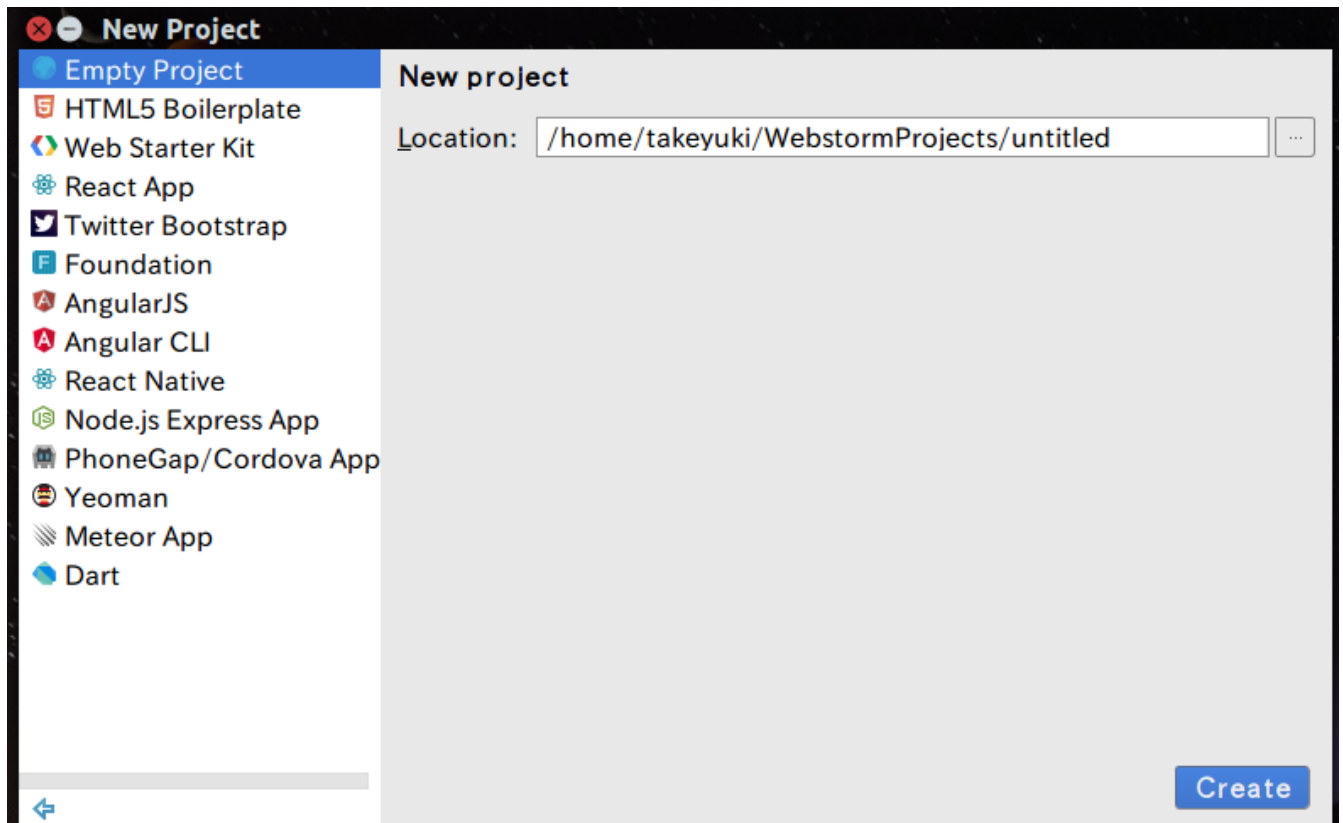 New Project
Empty Project
HTML5 Boilerplate
Web Starter Kit
React App
Twitter Bootstrap
Foundation
AngularJS
Angular CLI
React Native
Node.js Express App
PhoneGap/Cordova App
Yeoman
Meteor App
Dart
New project
Location: /home/takeyuki/WebstormProjects/untitled ...
Create